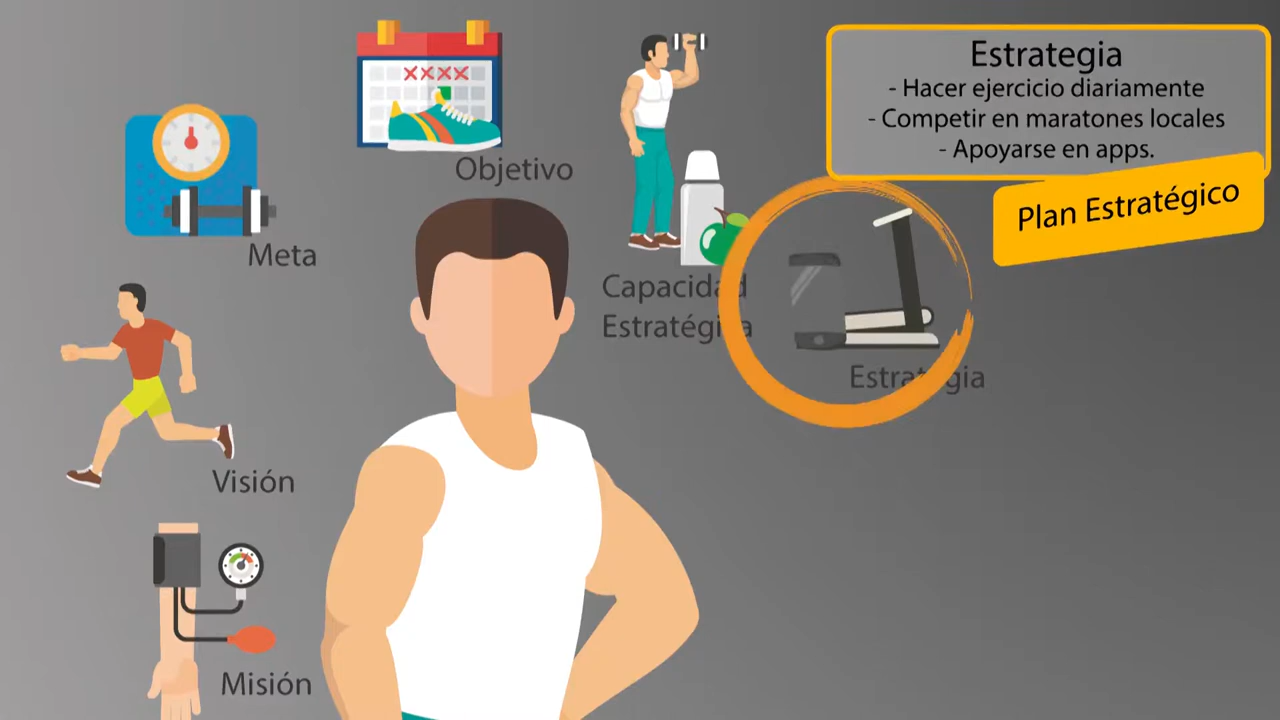 Estrategia
- Hacer ejercicio diariamente
- Competir en maratones locales
- Apoyarse en apps.
Plan Estratégico
Objetivo
Meta
Capacidad
Estratégica
Estrategia
Visión
Misión